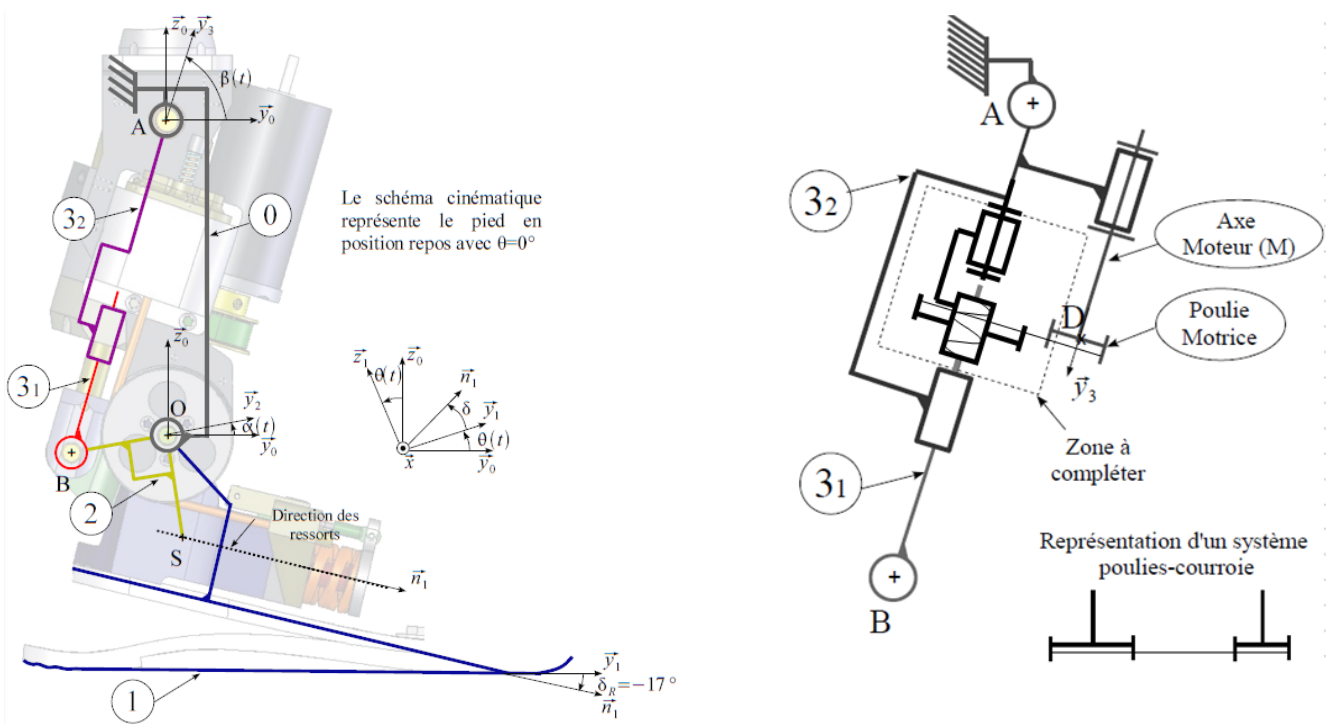 z₀ y₃
β(t)
y₀
A
3₂
0
Le schéma cinématique
représente le pied en
position repos avec θ=0°
z₀
3₁
O
y₂
α(t)
y₀
B
2
S
Direction des
ressorts
n₁
z₁ θ(t) z₀
n₁
δ
y₁
θ(t)
x
y₀
y₁
δR=−17°
n₁
1
A
3₂
Axe
Moteur (M)
D
Poulie
Motrice
y₃
Zone à
compléter
3₁
B
Représentation d'un système
poulies-courroie